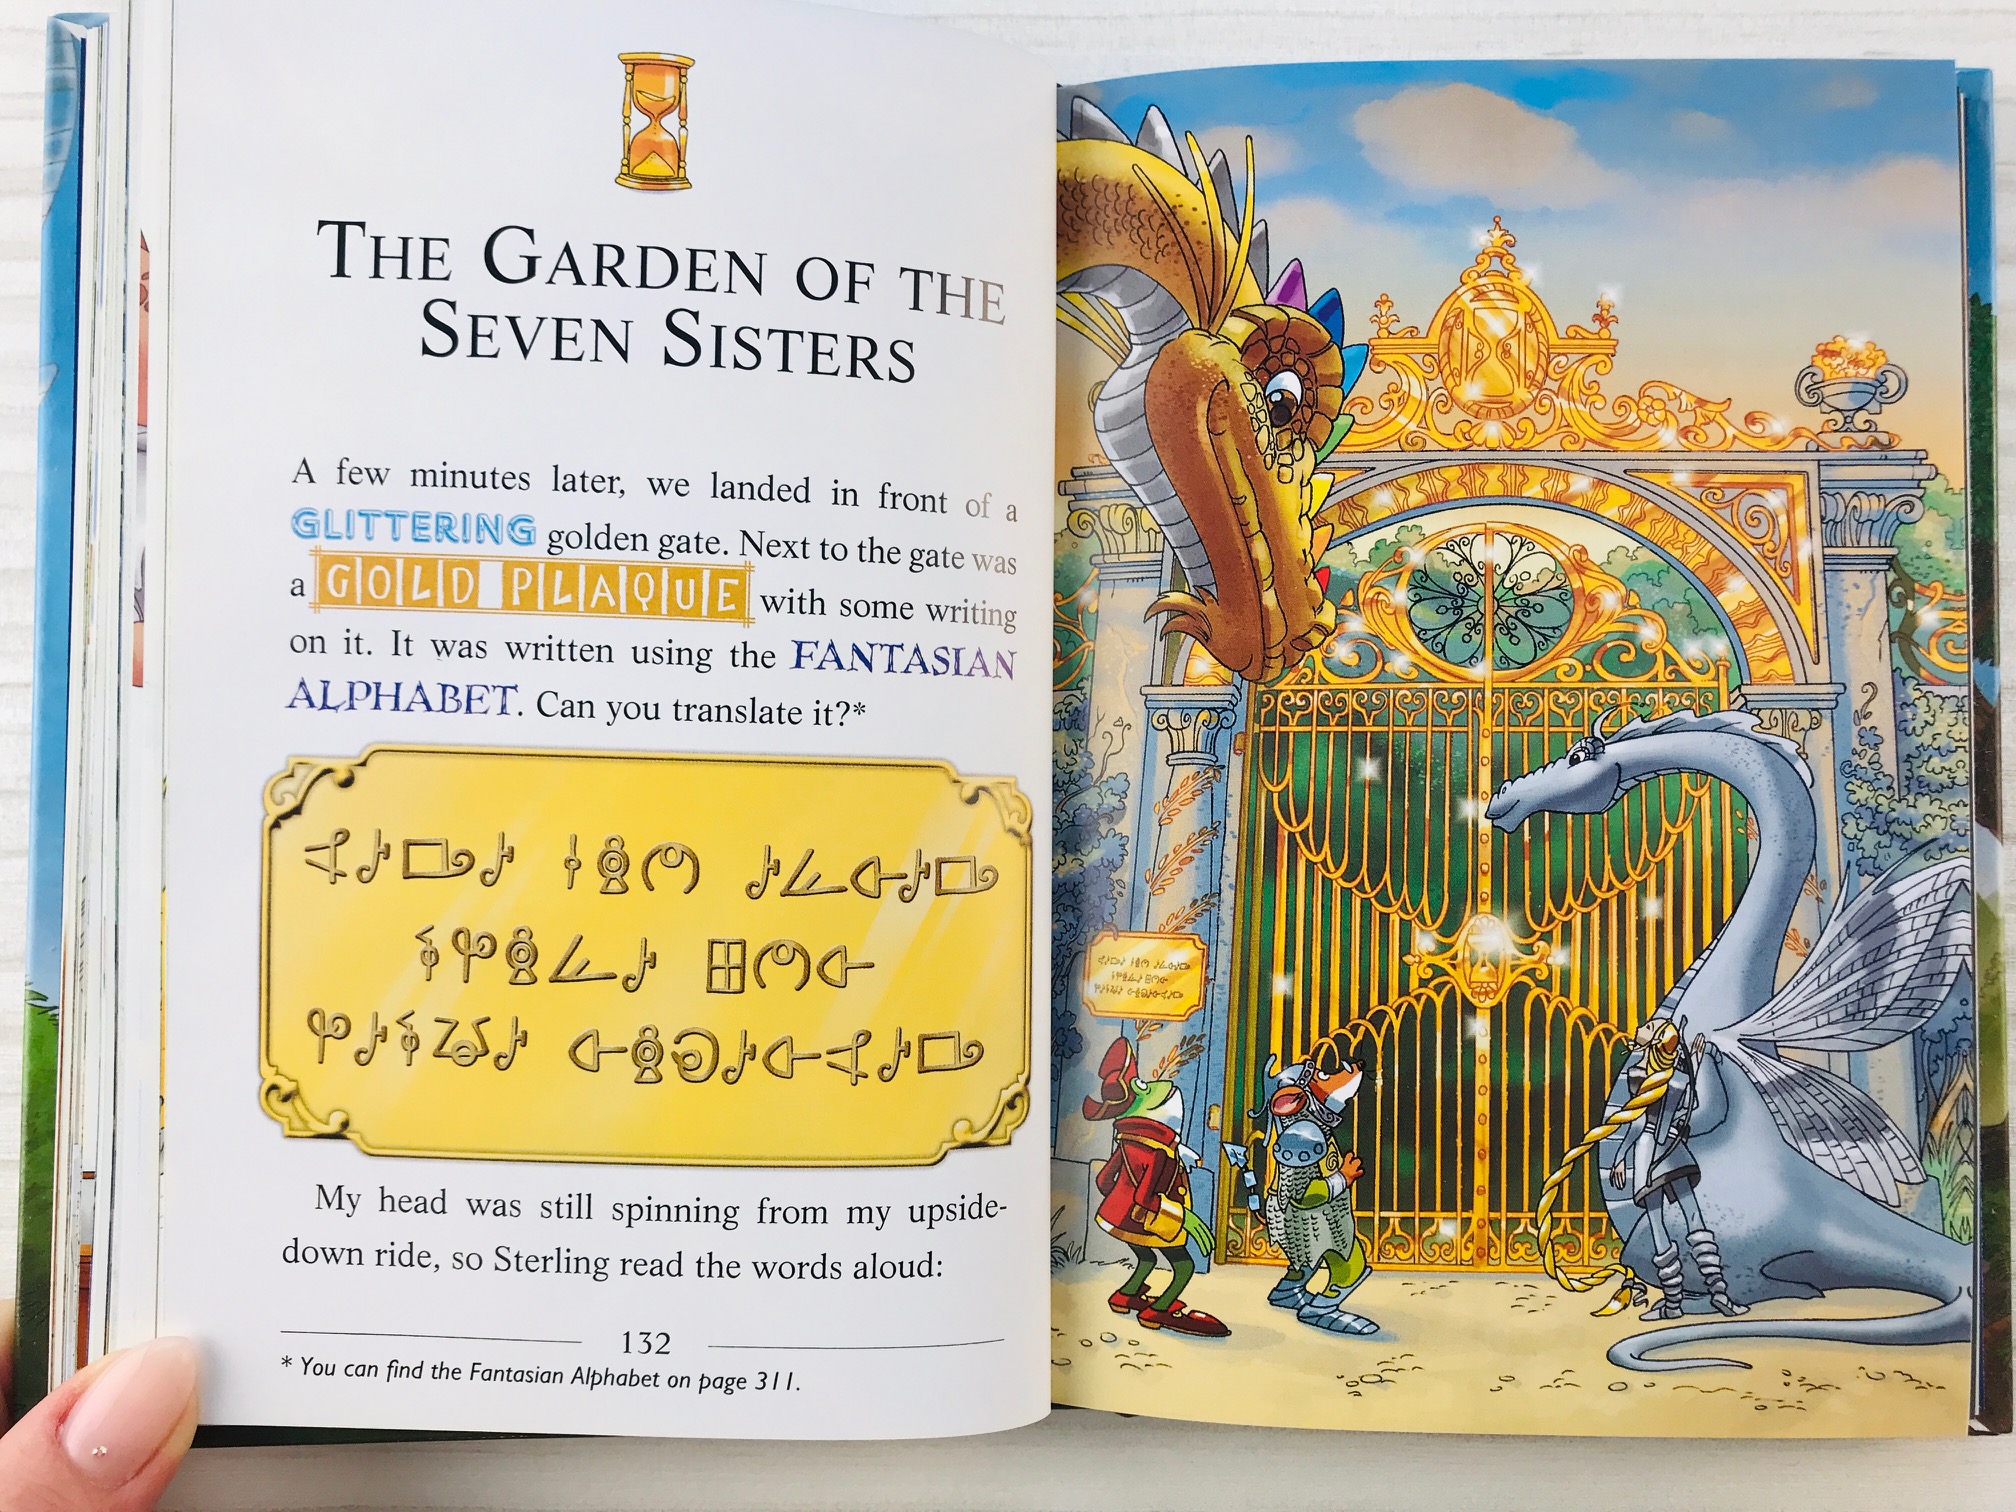 THE GARDEN OF THE
SEVEN SISTERS
A few minutes later, we landed in front of a
GLITTERING golden gate. Next to the gate was
a GOLD PLAQUE with some writing
on it. It was written using the FANTASIAN
ALPHABET. Can you translate it?*
My head was still spinning from my upside-
down ride, so Sterling read the words aloud:
132
* You can find the Fantasian Alphabet on page 311.